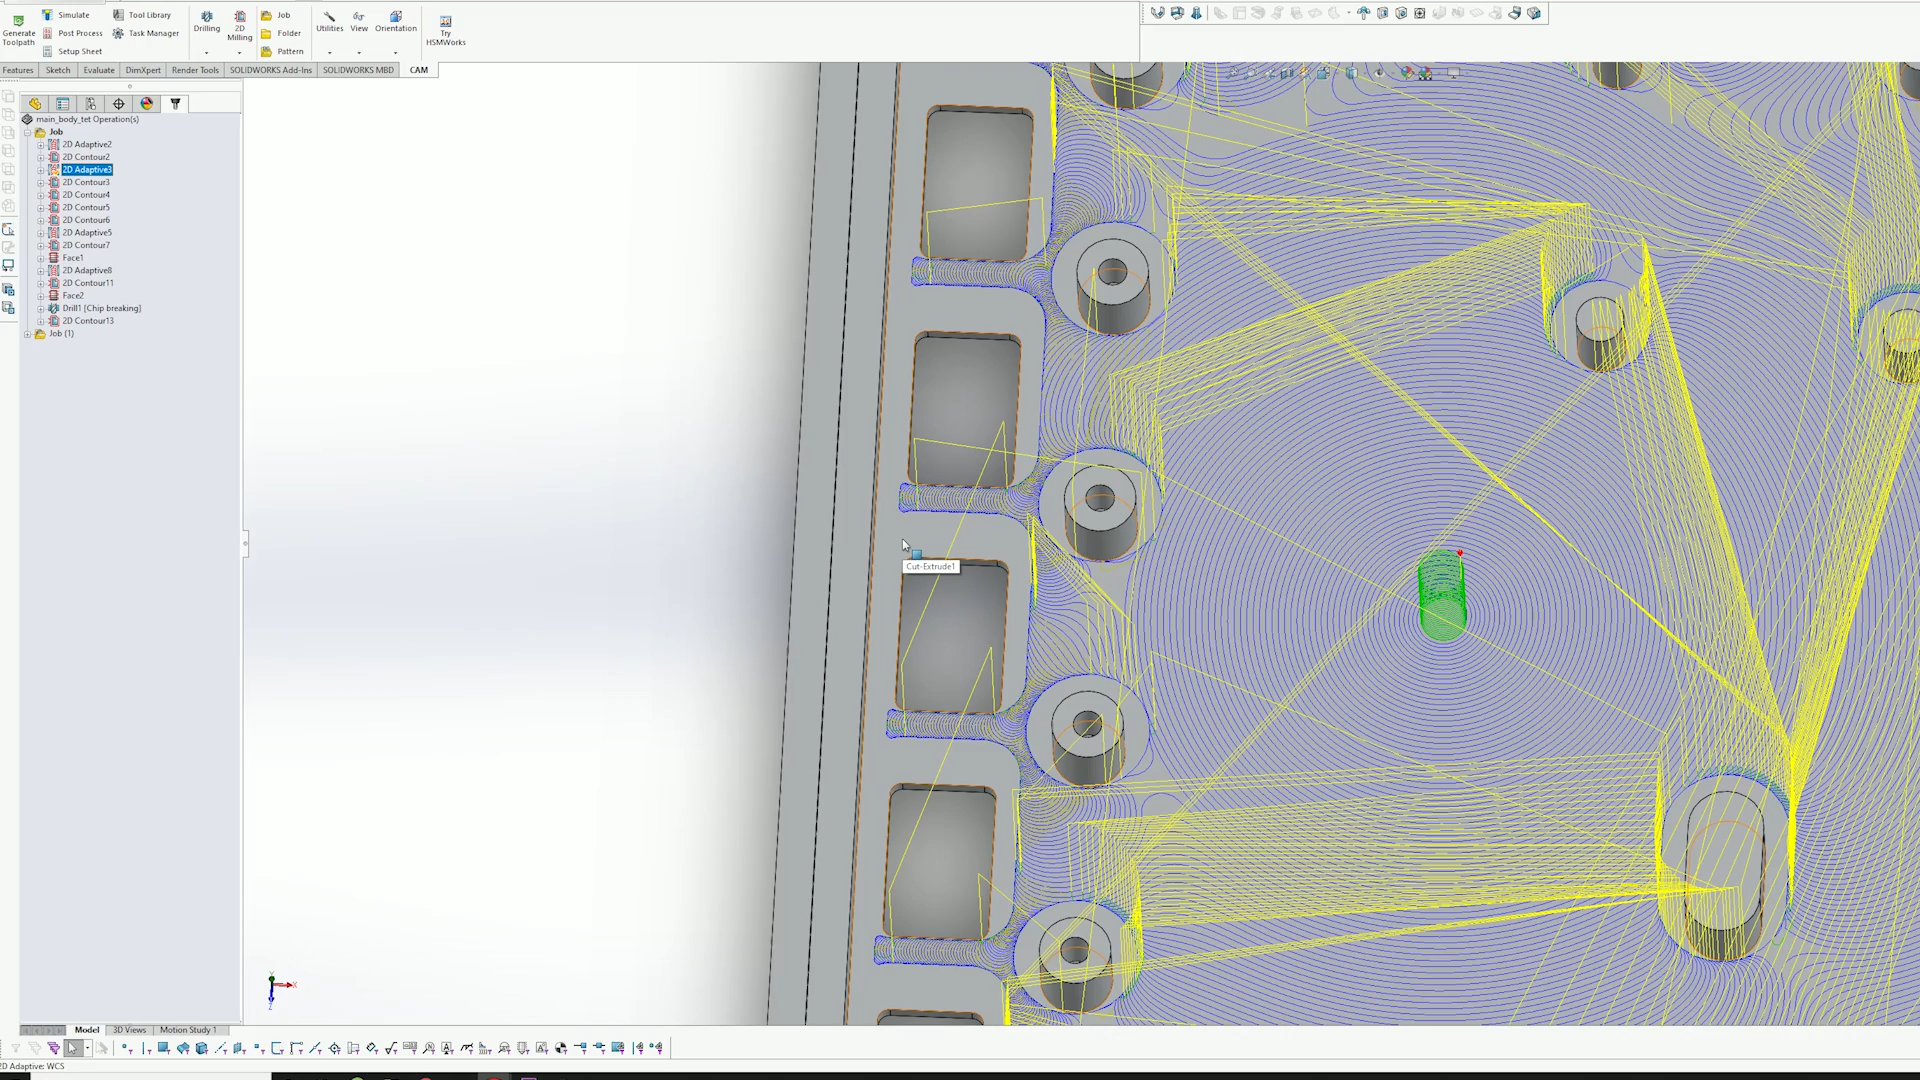 Simulate
Tool Library
Job
Generate Toolpath
Post Process
Task Manager
Drilling
2D Milling
Folder
Utilities
View
Orientation
Try HSMWorks
Setup Sheet
Pattern
Features
Sketch
Evaluate
DimXpert
Render Tools
SOLIDWORKS Add-Ins
SOLIDWORKS MBD
CAM
main_body_tet Operation(s)
Job
2D Adaptive2
2D Contour2
2D Adaptive3
2D Contour3
2D Contour4
2D Contour5
2D Contour6
2D Adaptive5
2D Contour7
Face1
2D Adaptive8
2D Contour11
Face2
Drill1 [Chip breaking]
2D Contour13
Job (1)
Cut-Extrude1
Y
X
Z
Model
3D Views
Motion Study 1
2D Adaptive: WCS